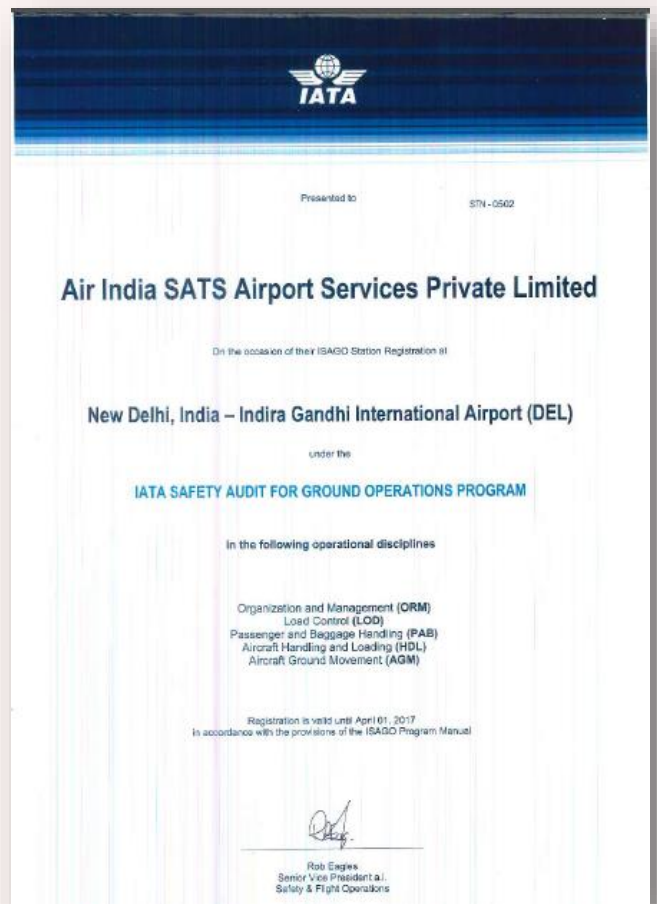 IATA
Presented to
STN - 0502
Air India SATS Airport Services Private Limited
On the occasion of their ISAGO Station Registration at
New Delhi, India – Indira Gandhi International Airport (DEL)
under the
IATA SAFETY AUDIT FOR GROUND OPERATIONS PROGRAM
in the following operational disciplines
Organization and Management (ORM)
Load Control (LOD)
Passenger and Baggage Handling (PAB)
Aircraft Handling and Loading (HDL)
Aircraft Ground Movement (AGM)
Registration is valid until April 01, 2017
in accordance with the provisions of the ISAGO Program Manual
Rob Eagles
Senior Vice President a.i.
Safety & Flight Operations